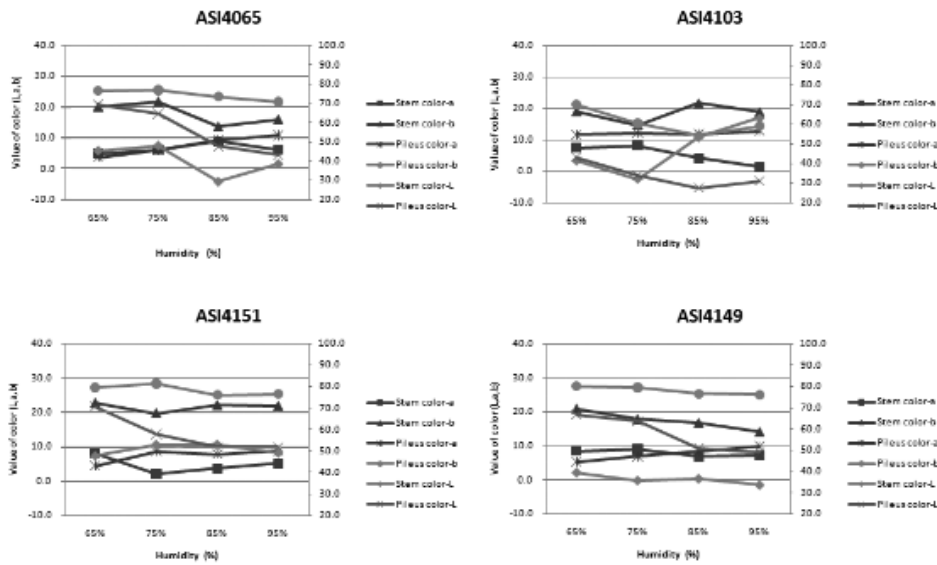 ASI4065
Value of color (L,a,b)
40.0
30.0
20.0
10.0
0.0
-10.0
100.0
90.0
80.0
70.0
60.0
50.0
40.0
30.0
20.0
65% 75% 85% 95%
Humidity (%)
Stem color-a
Stem color-b
Pileus color-a
Pileus color-b
Stem color-L
Pileus color-L
ASI4103
Value of color (L,a,b)
40.0
30.0
20.0
10.0
0.0
-10.0
100.0
90.0
80.0
70.0
60.0
50.0
40.0
30.0
20.0
65% 75% 85% 95%
Humidity (%)
Stem color-a
Stem color-b
Pileus color-a
Pileus color-b
Stem color-L
Pileus color-L
ASI4151
Value of color (L,a,b)
40.0
30.0
20.0
10.0
0.0
-10.0
100.0
90.0
80.0
70.0
60.0
50.0
40.0
30.0
20.0
65% 75% 85% 95%
Humidity (%)
Stem color-a
Stem color-b
Pileus color-a
Pileus color-b
Stem color-L
Pileus color-L
ASI4149
Value of color (L,a,b)
40.0
30.0
20.0
10.0
0.0
-10.0
100.0
90.0
80.0
70.0
60.0
50.0
40.0
30.0
20.0
65% 75% 85% 95%
Humidity (%)
Stem color-a
Stem color-b
Pileus color-a
Pileus color-b
Stem color-L
Pileus color-L